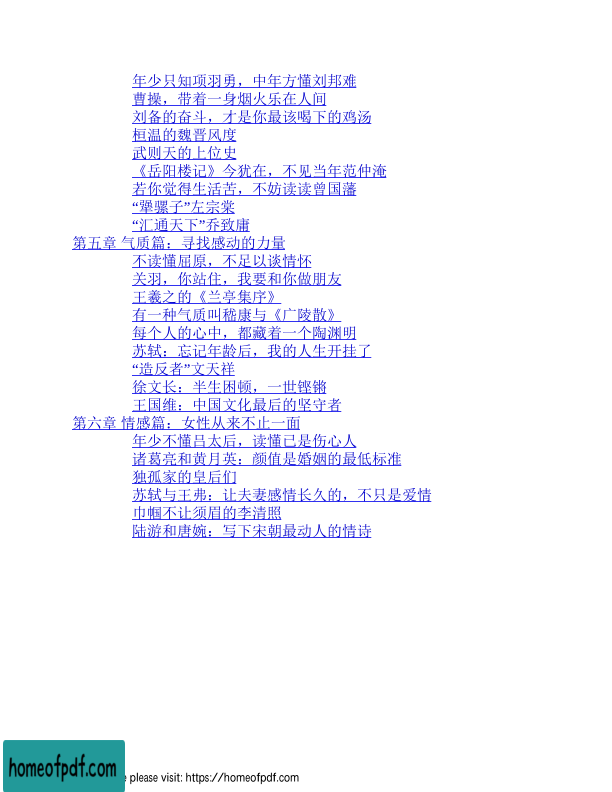 年少只知项羽勇，中年方懂刘邦难
曹操，带着一身烟火乐在人间
刘备的奋斗，才是你最该喝下的鸡汤
桓温的魏晋风度
武则天的上位史
《岳阳楼记》今犹在，不见当年范仲淹
若你觉得生活苦，不妨读读曾国藩
“犟骡子”左宗棠
“汇通天下”乔致庸
第五章 气质篇：寻找感动的力量
不读懂屈原，不足以谈情怀
关羽，你站住，我要和你做朋友
王羲之的《兰亭集序》
有一种气质叫嵇康与《广陵散》
每个人的心中，都藏着一个陶渊明
苏轼：忘记年龄后，我的人生开挂了
“造反者”文天祥
徐文长：半生困顿，一世铿锵
王国维：中国文化最后的坚守者
第六章 情感篇：女性从来不止一面
年少不懂吕太后，读懂已是伤心人
诸葛亮和黄月英：颜值是婚姻的最低标准
独孤家的皇后们
苏轼与王弗：让夫妻感情长久的，不只是爱情
巾帼不让须眉的李清照
陆游和唐婉：写下宋朝最动人的情诗
homeofpdf.com
e please visit: https://homeofpdf.com